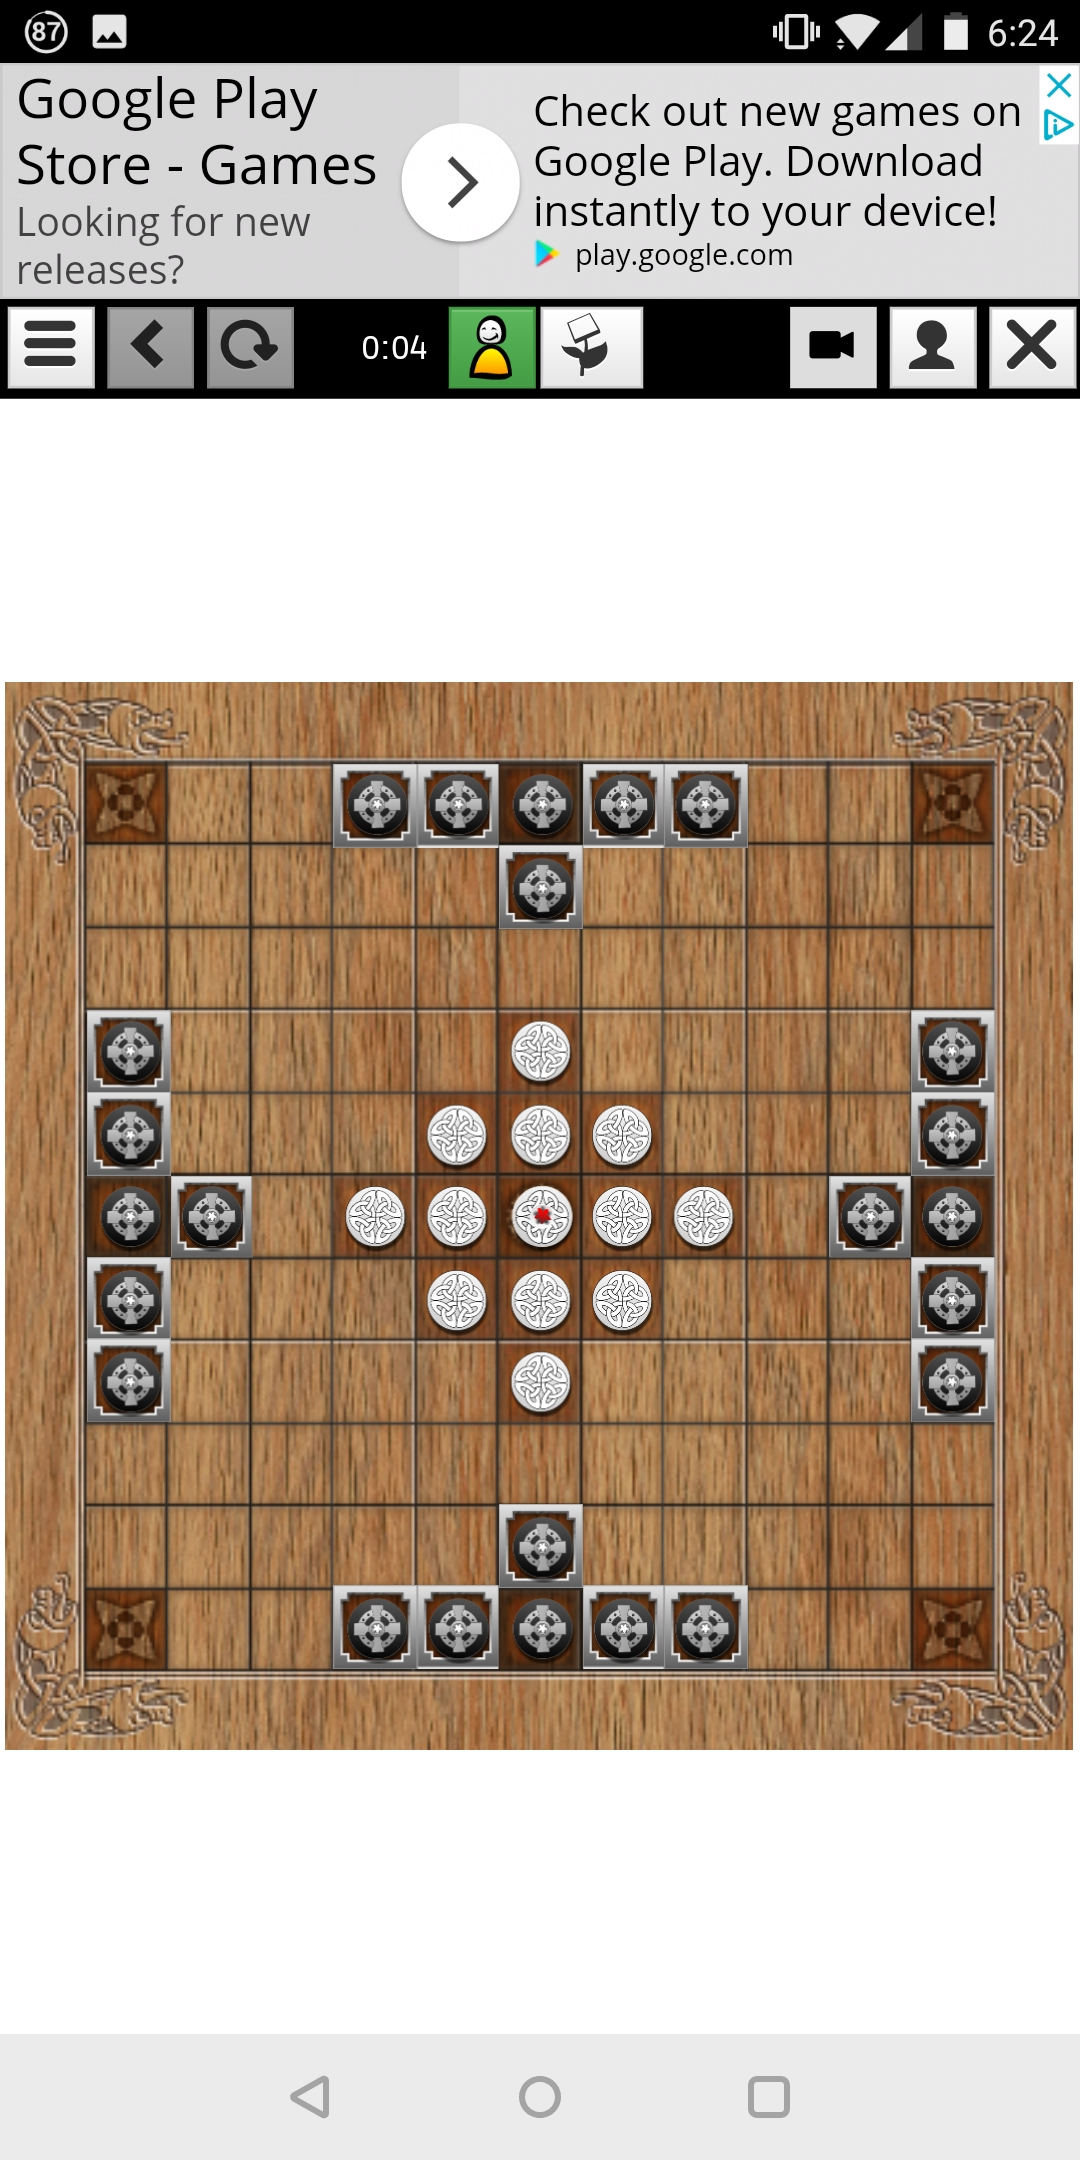 87
6:24
Google Play
Store - Games
Looking for new
releases?
Check out new games on
Google Play. Download
instantly to your device!
play.google.com
0:04